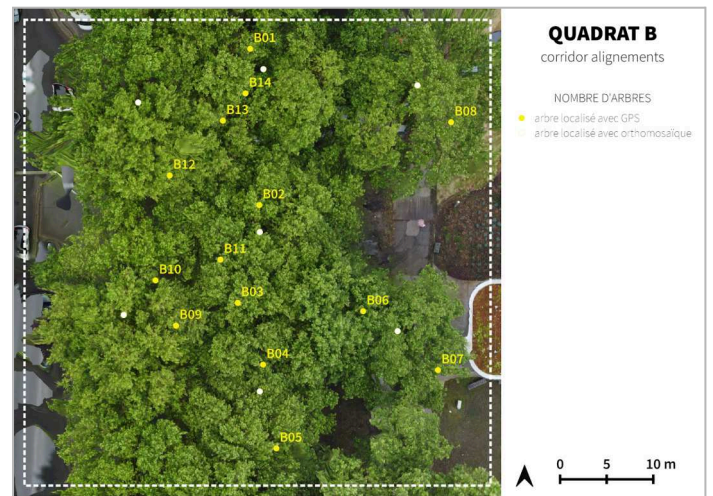 QUADRAT B
corridor alignements
NOMBRE D'ARBRES
arbre localisé avec GPS
arbre localisé avec orthomosaïque
B01
B14
B13
B08
B12
B02
B11
B10
B03
B06
B09
B04
B07
B05
0 5 10 m